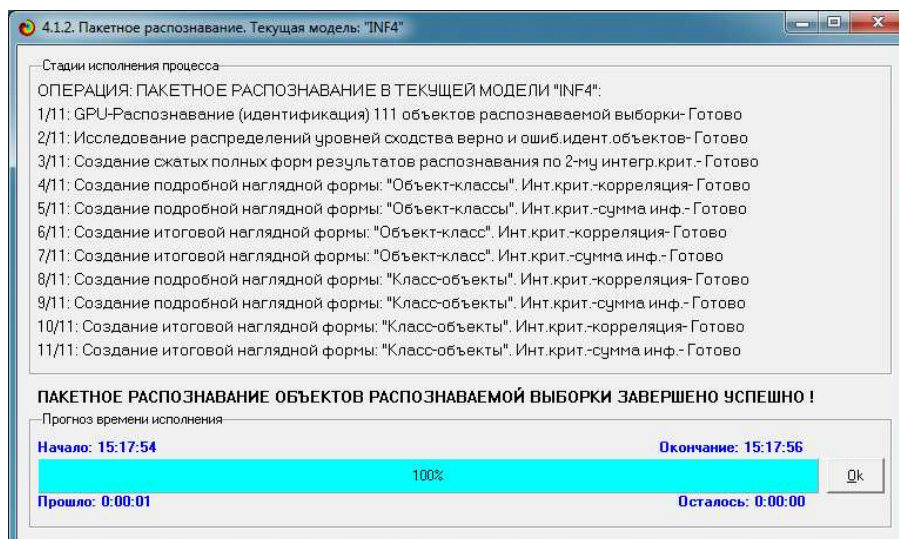 4.1.2. Пакетное распознавание. Текущая модель: "INF4"
Стадии исполнения процесса
ОПЕРАЦИЯ: ПАКЕТНОЕ РАСПОЗНАВАНИЕ В ТЕКУЩЕЙ МОДЕЛИ "INF4":
1/11: GPU-Распознавание (идентификация) 111 объектов распознаваемой выборки- Готово
2/11: Исследование распределений уровней сходства верно и ошиб.идент.объектов- Готово
3/11: Создание сжатых полных форм результатов распознавания по 2-му интегр.крит.- Готово
4/11: Создание подробной наглядной формы: "Объект-классы". Инт.крит.-корреляция- Готово
5/11: Создание подробной наглядной формы: "Объект-классы". Инт.крит.-сумма инф.- Готово
6/11: Создание итоговой наглядной формы: "Объект-класс". Инт.крит.-корреляция- Готово
7/11: Создание итоговой наглядной формы: "Объект-класс". Инт.крит.-сумма инф.- Готово
8/11: Создание подробной наглядной формы: "Класс-объекты". Инт.крит.-корреляция- Готово
9/11: Создание подробной наглядной формы: "Класс-объекты". Инт.крит.-сумма инф.- Готово
10/11: Создание итоговой наглядной формы: "Класс-объекты". Инт.крит.-корреляция- Готово
11/11: Создание итоговой наглядной формы: "Класс-объекты". Инт.крит.-сумма инф.- Готово
ПАКЕТНОЕ РАСПОЗНАВАНИЕ ОБЪЕКТОВ РАСПОЗНАВАЕМОЙ ВЫБОРКИ ЗАВЕРШЕНО УСПЕШНО !
Прогноз времени исполнения
Начало: 15:17:54 Окончание: 15:17:56
100% Ok
Прошло: 0:00:01 Осталось: 0:00:00